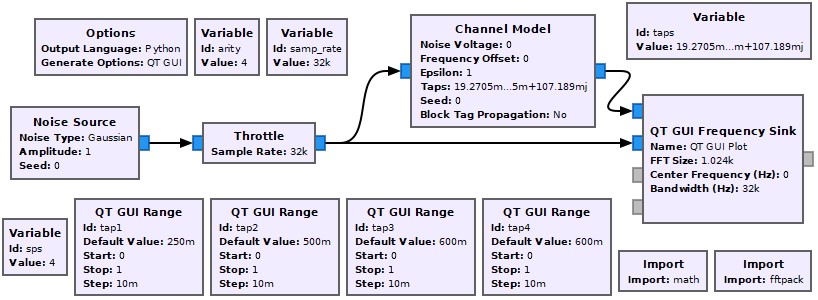 Options
Output Language: Python
Generate Options: QT GUI
Variable
Id: arity
Value: 4
Variable
Id: samp_rate
Value: 32k
Channel Model
Noise Voltage: 0
Frequency Offset: 0
Epsilon: 1
Taps: 19.2705m...5m+107.189mj
Seed: 0
Block Tag Propagation: No
Variable
Id: taps
Value: 19.2705m...m+107.189mj
Noise Source
Noise Type: Gaussian
Amplitude: 1
Seed: 0
Throttle
Sample Rate: 32k
QT GUI Frequency Sink
Name: QT GUI Plot
FFT Size: 1.024k
Center Frequency (Hz): 0
Bandwidth (Hz): 32k
Variable
Id: sps
Value: 4
QT GUI Range
Id: tap1
Default Value: 250m
Start: 0
Stop: 1
Step: 10m
QT GUI Range
Id: tap2
Default Value: 500m
Start: 0
Stop: 1
Step: 10m
QT GUI Range
Id: tap3
Default Value: 600m
Start: 0
Stop: 1
Step: 10m
QT GUI Range
Id: tap4
Default Value: 600m
Start: 0
Stop: 1
Step: 10m
Import
Import: math
Import
Import: fftpack